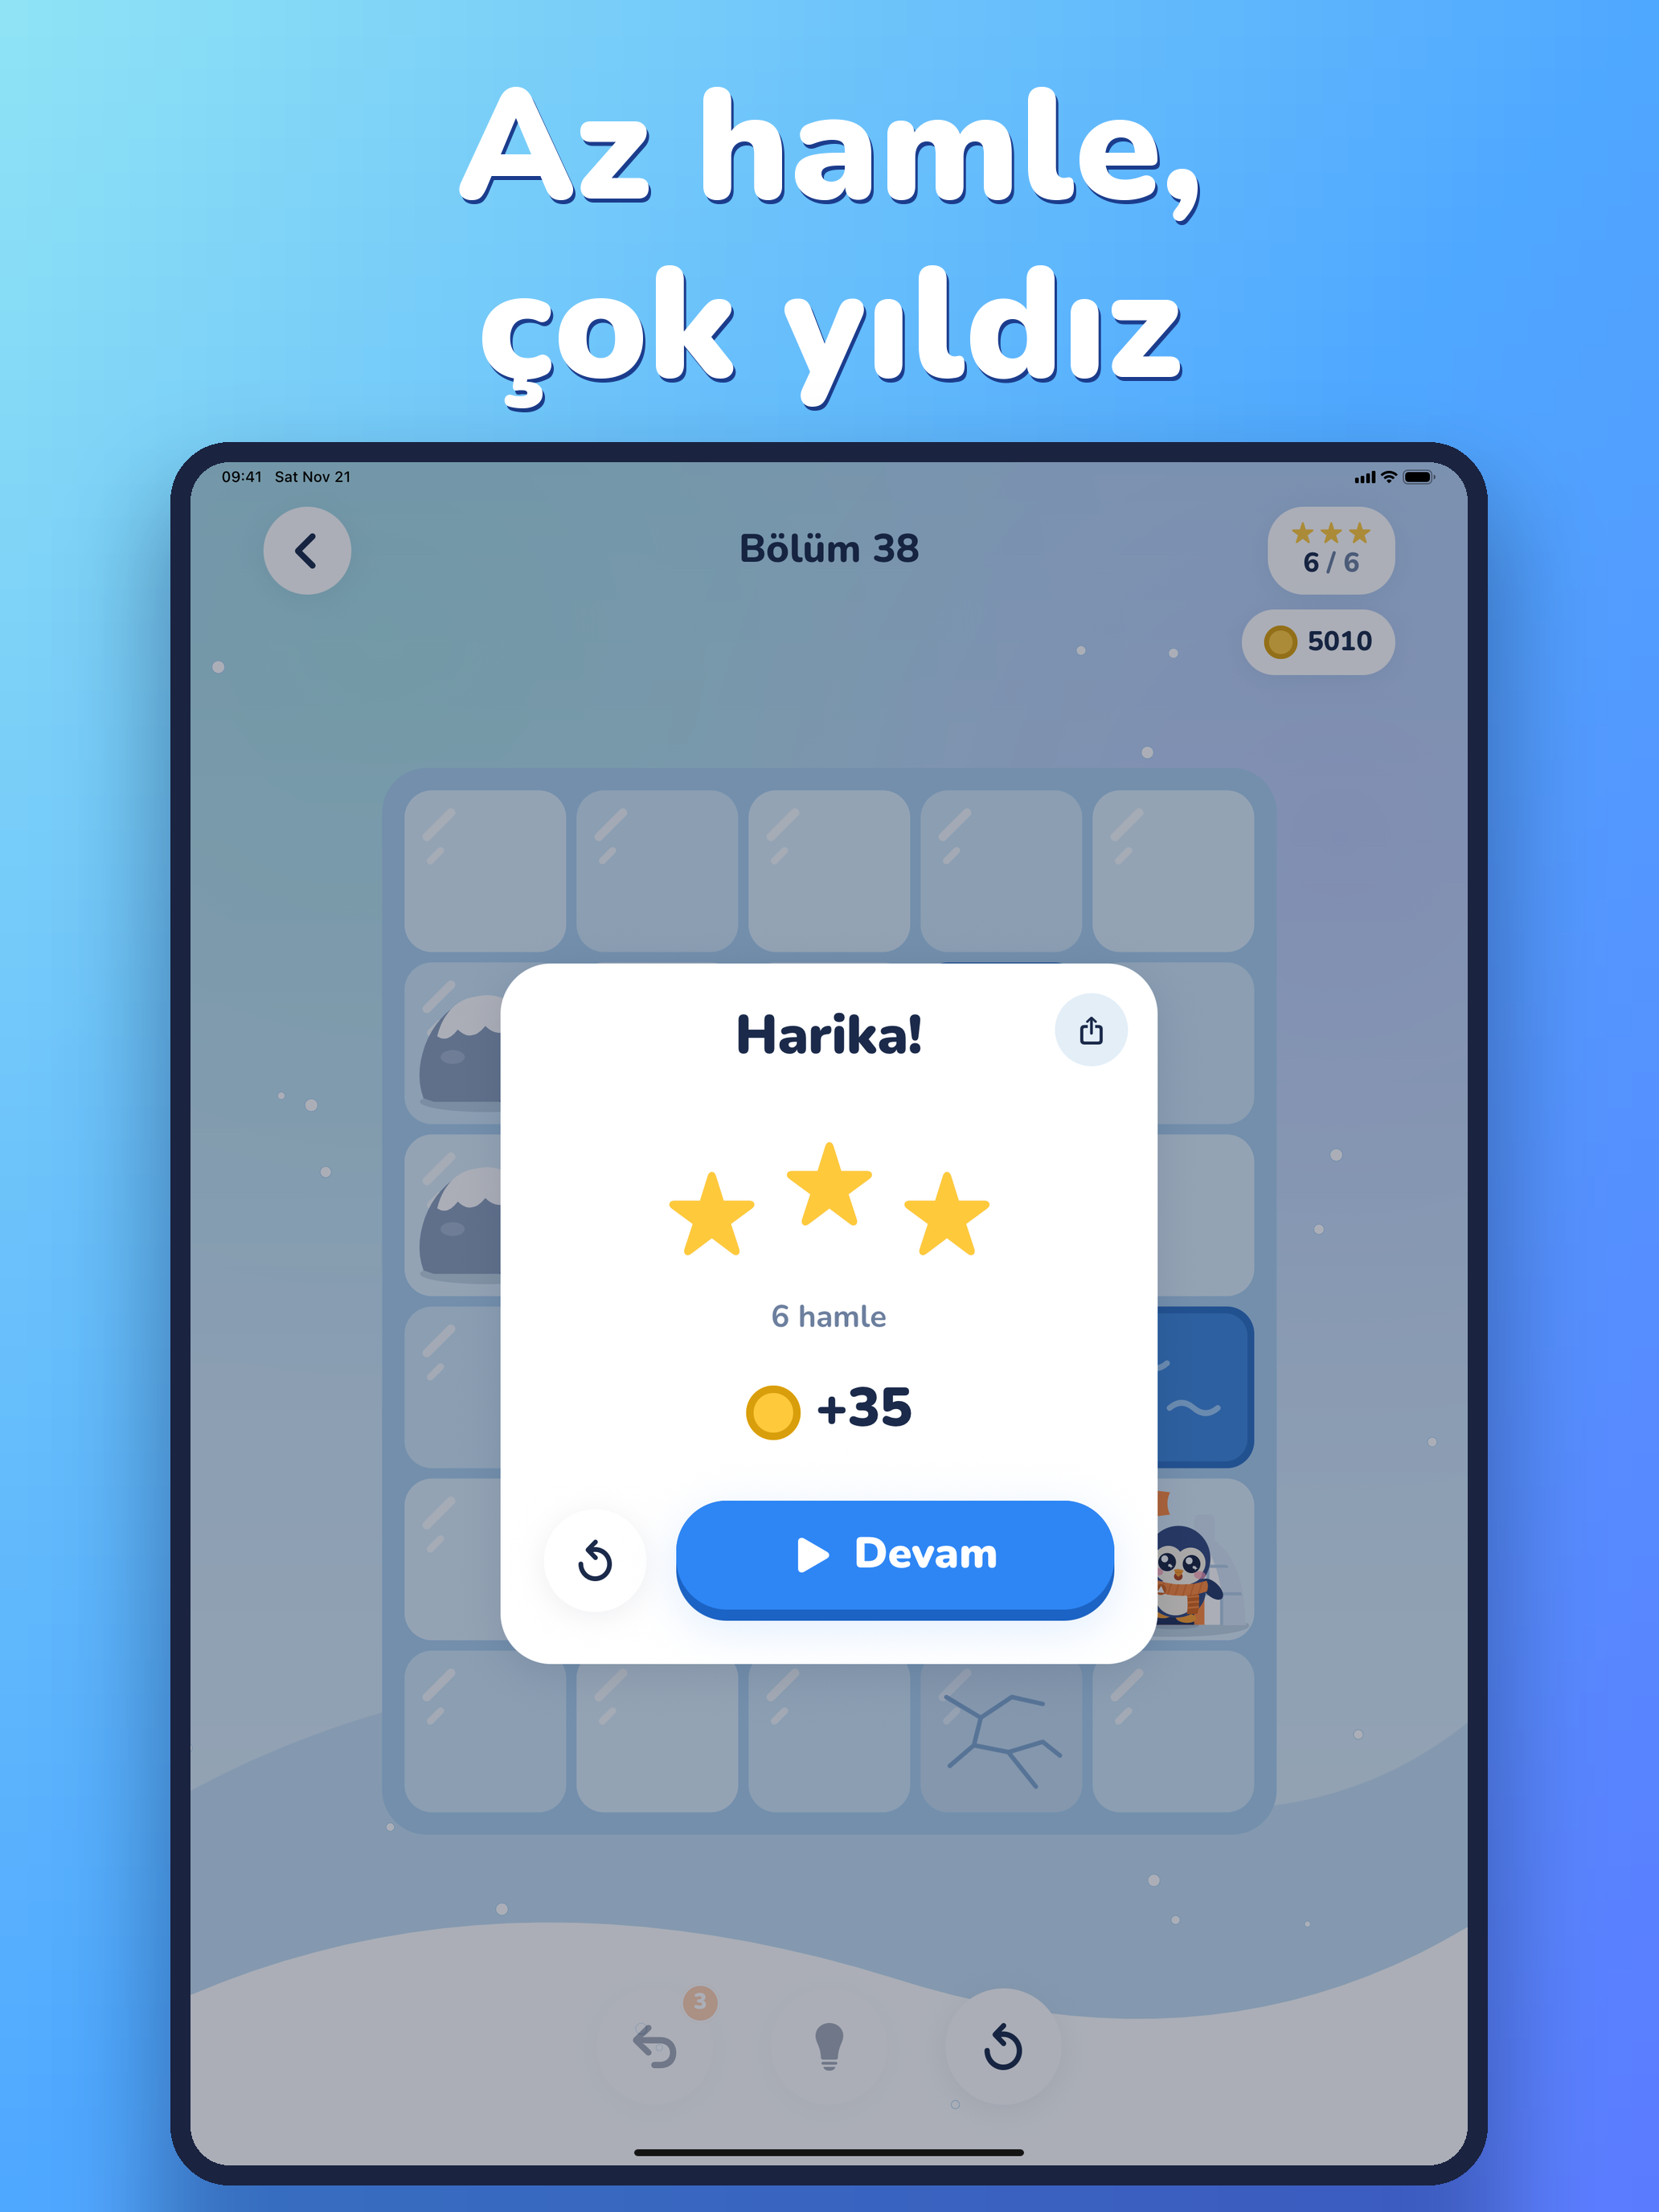 Az hamle,
çok yıldız
09:41 Sat Nov 21
Bölüm 38
6 / 6
5010
Harika!
6 hamle
+35
Devam
3